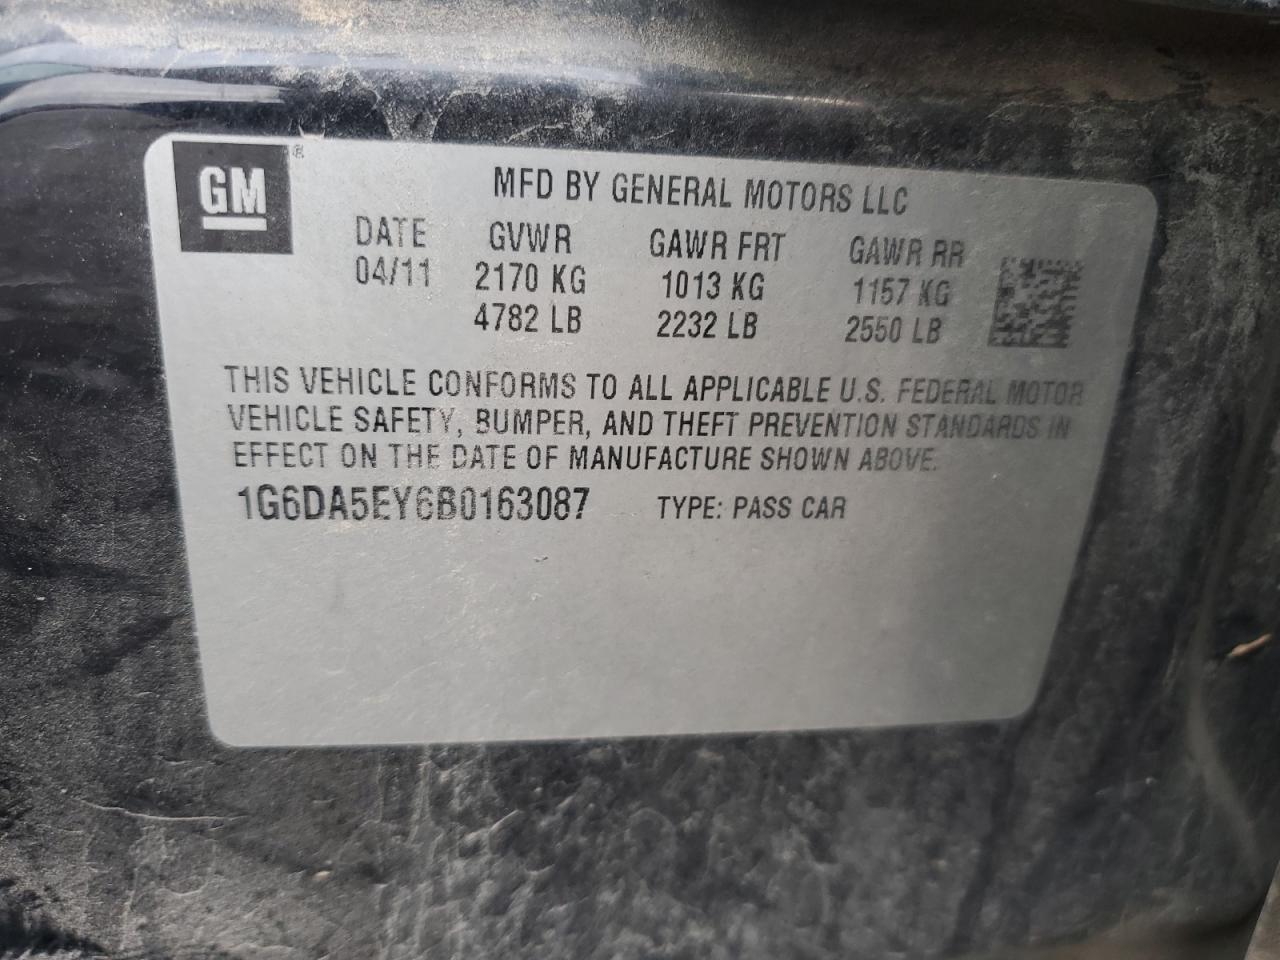 GM®
MFD BY GENERAL MOTORS LLC
DATE GVWR GAWR FRT GAWR RR
04/11 2170 KG 1013 KG 1157 KG
4782 LB 2232 LB 2550 LB
THIS VEHICLE CONFORMS TO ALL APPLICABLE U.S. FEDERAL MOTOR
VEHICLE SAFETY, BUMPER, AND THEFT PREVENTION STANDARDS IN
EFFECT ON THE DATE OF MANUFACTURE SHOWN ABOVE.
1G6DA5EY6B0163087 TYPE: PASS CAR